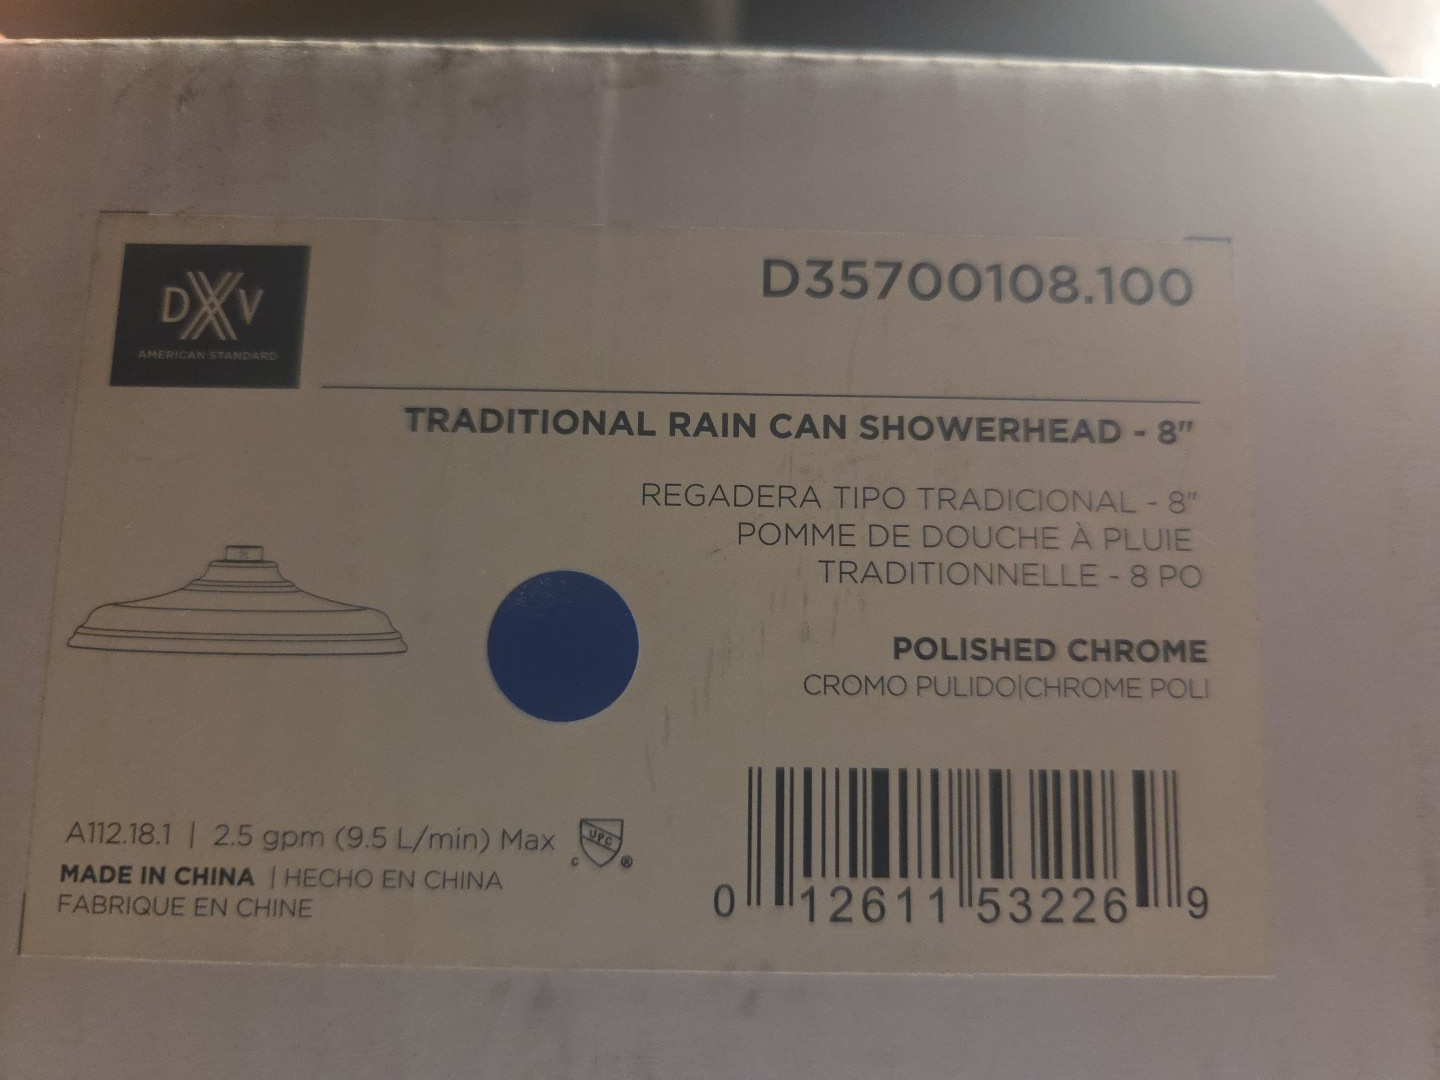 DXV
AMERICAN STANDARD
D35700108.100
TRADITIONAL RAIN CAN SHOWERHEAD - 8"
REGADERA TIPO TRADICIONAL - 8"
POMME DE DOUCHE À PLUIE
TRADITIONNELLE - 8 PO
POLISHED CHROME
CROMO PULIDO|CHROME POLI
A112.18.1 | 2.5 gpm (9.5 L/min) Max
UPC
c ®
MADE IN CHINA | HECHO EN CHINA
FABRIQUE EN CHINE
0 12611 53226 9